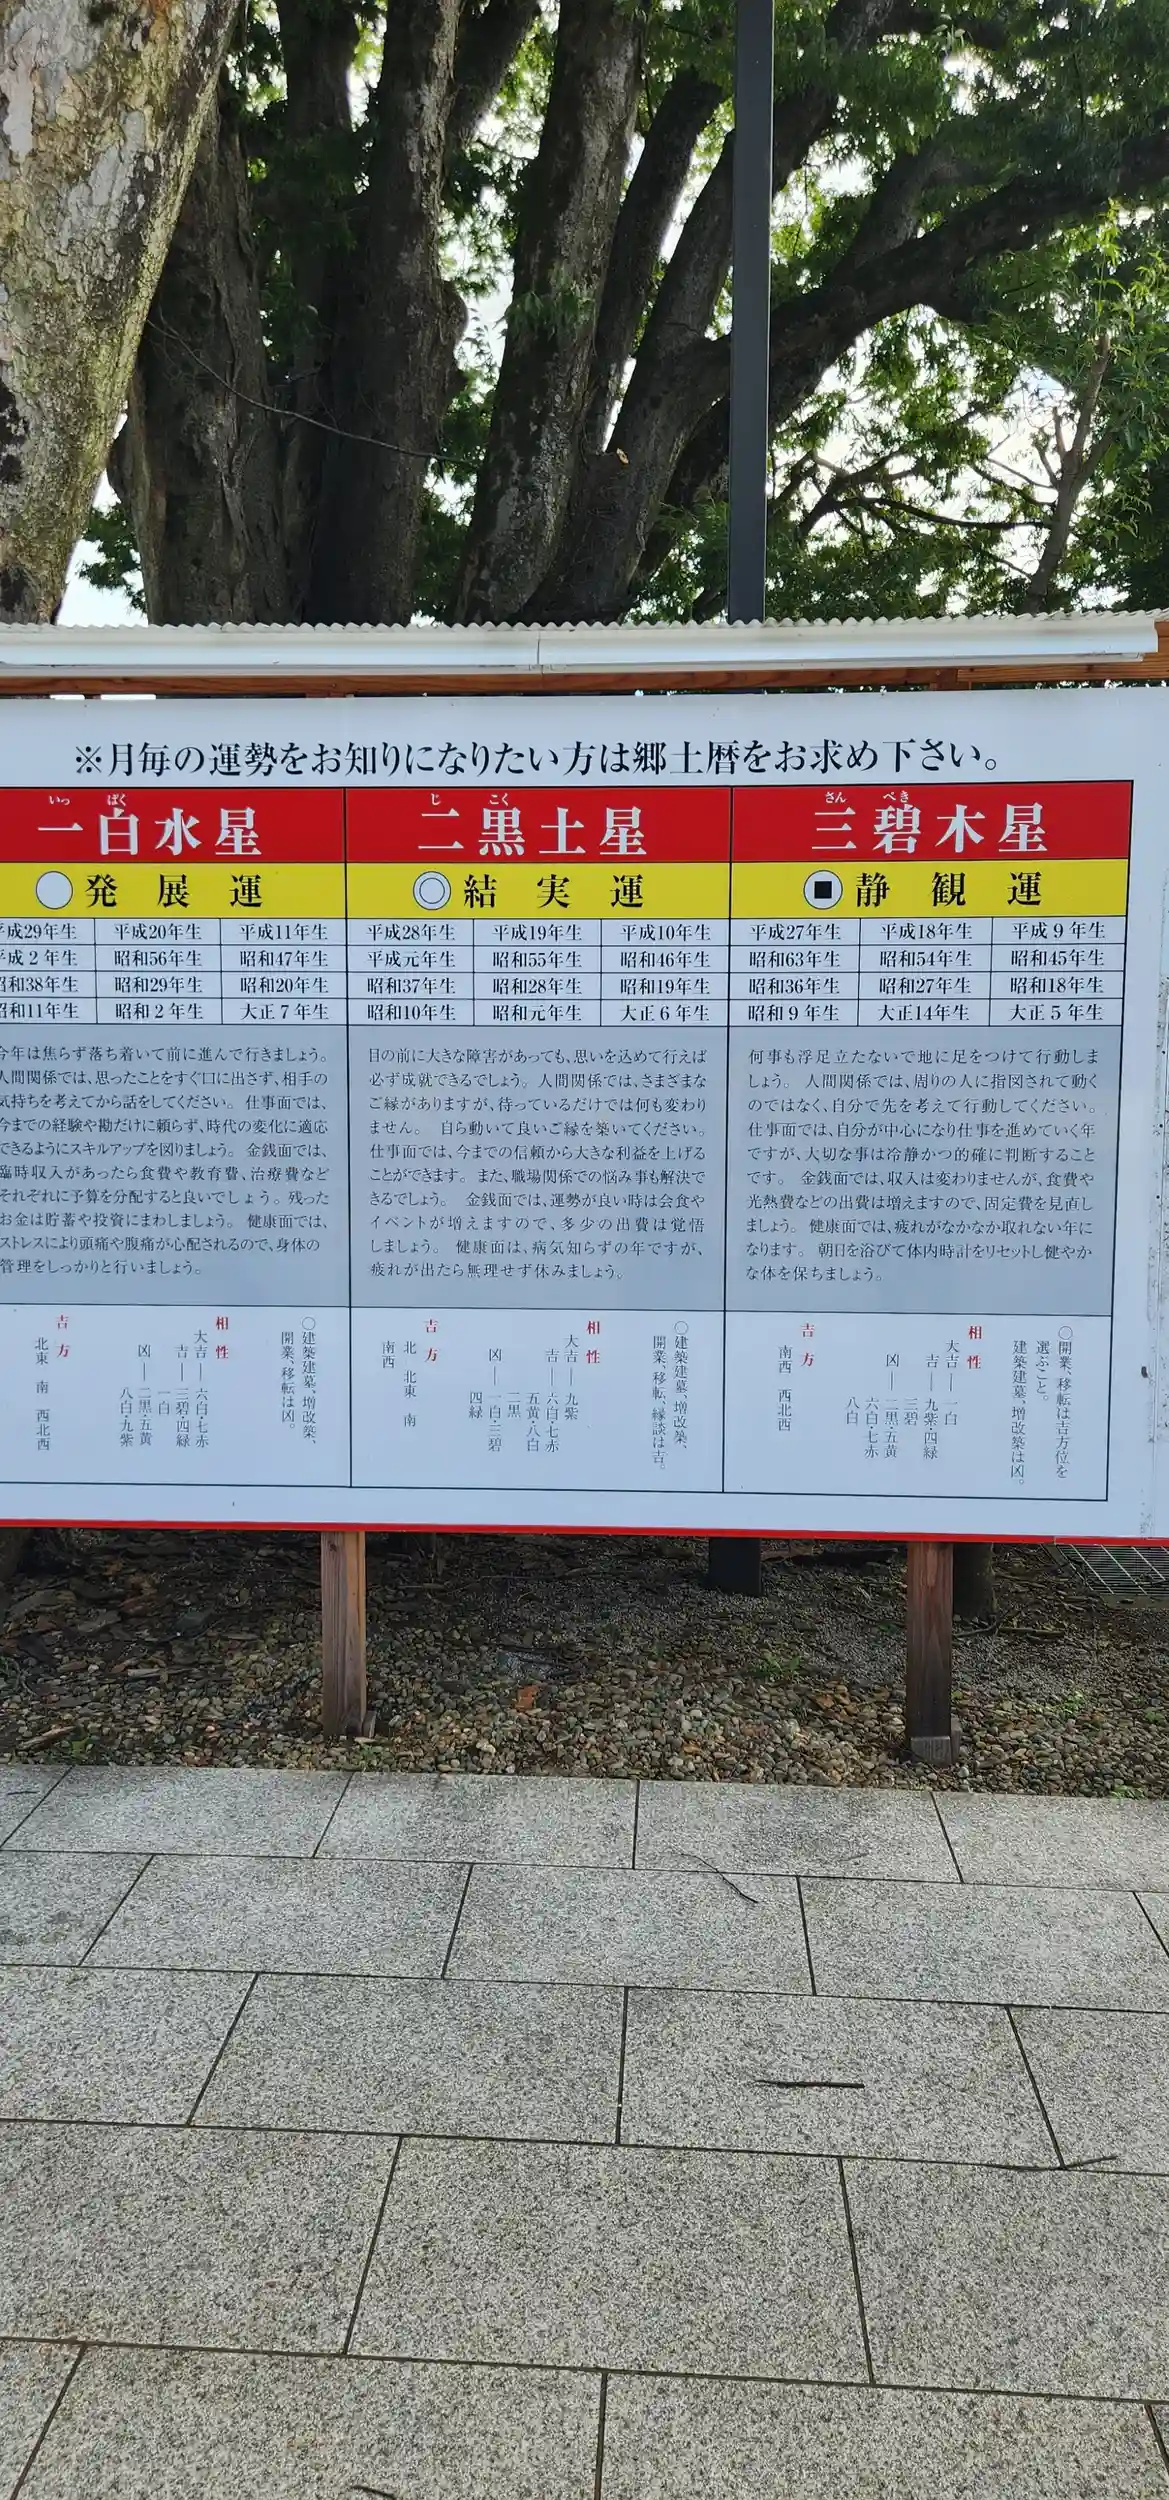 ※月毎の運勢をお知りになりたい方は郷土暦をお求め下さい。
いっ ぱく
一白水星
発展運
平成29年生 平成20年生 平成11年生
平成2年生 昭和56年生 昭和47年生
昭和38年生 昭和29年生 昭和20年生
昭和11年生 昭和2年生 大正7年生
今年は焦らず落ち着いて前に進んで行きましょう。
人間関係では、思ったことをすぐ口に出さず、相手の
気持ちを考えてから話をしてください。 仕事面では、
今までの経験や勘だけに頼らず、時代の変化に適応
できるようにスキルアップを図りましょう。 金銭面では、
臨時収入があったら食費や教育費、治療費など
それぞれに予算を分配すると良いでしょう。残った
お金は貯蓄や投資にまわしましょう。 健康面では、
ストレスにより頭痛や腹痛が心配されるので、身体の
管理をしっかりと行いましょう。
〇建築建墓、増改築、
開業、移転は凶。
相性
大吉―六白・七赤
吉―三碧・四緑
一白
凶―二黒・五黄
八白・九紫
吉方
北東 南 西北西
じ こく
二黒土星
◎結実運
平成28年生 平成19年生 平成10年生
平成元年生 昭和55年生 昭和46年生
昭和37年生 昭和28年生 昭和19年生
昭和10年生 昭和元年生 大正6年生
目の前に大きな障害があっても、思いを込めて行えば
必ず成就できるでしょう。 人間関係では、さまざまな
ご縁がありますが、待っているだけでは何も変わり
ません。 自ら動いて良いご縁を築いてください。
仕事面では、今までの信頼から大きな利益を上げる
ことができます。 また、職場関係での悩み事も解決で
きるでしょう。 金銭面では、運勢が良い時は会食や
イベントが増えますので、多少の出費は覚悟
しましょう。 健康面は、病気知らずの年ですが、
疲れが出たら無理せず休みましょう。
〇建築建墓、増改築、
開業、移転、縁談は吉。
相性
大吉―九紫
吉―六白・七赤
五黄・八白
二黒
凶―一白・三碧
四緑
吉方
北 北東 南
南西
さん ぺき
三碧木星
静観運
平成27年生 平成18年生 平成9年生
昭和63年生 昭和54年生 昭和45年生
昭和36年生 昭和27年生 昭和18年生
昭和9年生 大正14年生 大正5年生
何事も浮足立たないで地に足をつけて行動しま
しょう。 人間関係では、周りの人に指図されて動く
のではなく、自分で先を考えて行動してください。
仕事面では、自分が中心になり仕事を進めていく年
ですが、大切な事は冷静かつ的確に判断すること
です。 金銭面では、収入は変わりませんが、食費や
光熱費などの出費は増えますので、固定費を見直し
ましょう。 健康面では、疲れがなかなか取れない年に
なります。 朝日を浴びて体内時計をリセットし健やか
な体を保ちましょう。
〇開業、移転は吉方位を
選ぶこと。
建築建墓、増改築は凶。
相性
大吉―一白
吉―九紫・四緑
三碧
凶―二黒・五黄
六白・七赤
八白
吉方
南西 西北西